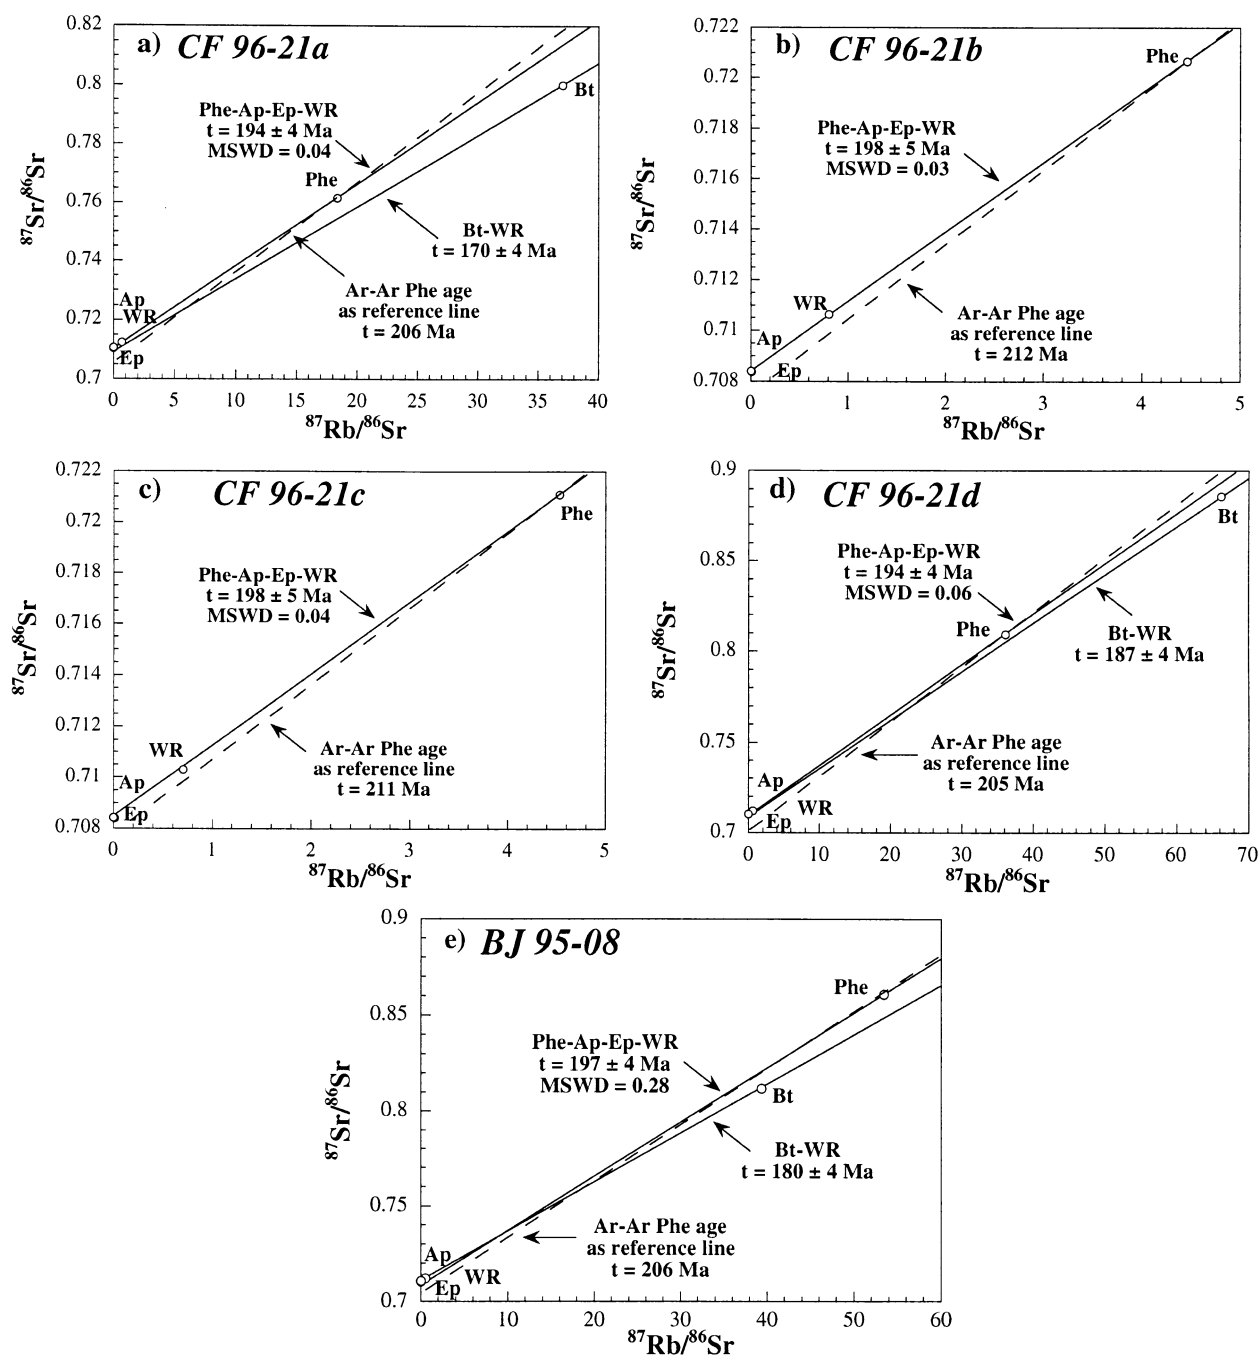 a) CF 96-21a
0.82
0.8
0.78
0.76
0.74
0.72
0.7
87Sr/86Sr
Phe-Ap-Ep-WR
t = 194 ± 4 Ma
MSWD = 0.04
Phe
Bt
Bt-WR
t = 170 ± 4 Ma
Ar-Ar Phe age
as reference line
t = 206 Ma
Ap
WR
Ep
0 5 10 15 20 25 30 35 40
87Rb/86Sr
b) CF 96-21b
0.722
0.72
0.718
0.716
0.714
0.712
0.71
0.708
87Sr/86Sr
Phe
Phe-Ap-Ep-WR
t = 198 ± 5 Ma
MSWD = 0.03
WR
Ar-Ar Phe age
as reference line
t = 212 Ma
Ap
Ep
0 1 2 3 4 5
87Rb/86Sr
c) CF 96-21c
0.722
0.72
0.718
0.716
0.714
0.712
0.71
0.708
87Sr/86Sr
Phe
Phe-Ap-Ep-WR
t = 198 ± 5 Ma
MSWD = 0.04
WR
Ar-Ar Phe age
as reference line
t = 211 Ma
Ap
Ep
0 1 2 3 4 5
87Rb/86Sr
d) CF 96-21d
0.9
0.85
0.8
0.75
0.7
87Sr/86Sr
Bt
Phe-Ap-Ep-WR
t = 194 ± 4 Ma
MSWD = 0.06
Phe
Bt-WR
t = 187 ± 4 Ma
Ar-Ar Phe age
as reference line
t = 205 Ma
Ap
WR
Ep
0 10 20 30 40 50 60 70
87Rb/86Sr
e) BJ 95-08
0.9
0.85
0.8
0.75
0.7
87Sr/86Sr
Phe
Phe-Ap-Ep-WR
t = 197 ± 4 Ma
MSWD = 0.28
Bt
Bt-WR
t = 180 ± 4 Ma
Ar-Ar Phe age
as reference line
t = 206 Ma
Ap
WR
Ep
0 10 20 30 40 50 60
87Rb/86Sr